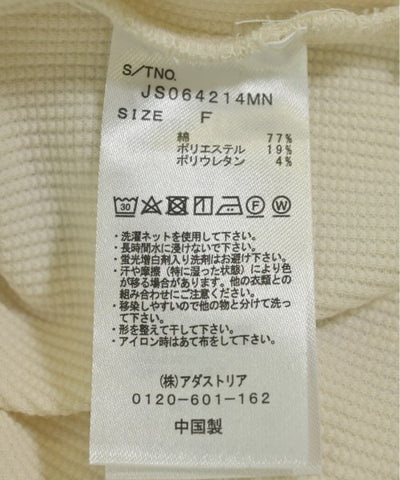 S/TNO.
JS064214MN
SIZE F
綿 77%
ポリエステル 19%
ポリウレタン 4%
30 F W
・洗濯ネットを使用して下さい。
・長時間水に浸けないで下さい。
・蛍光増白剤入り洗剤はお避け下さい。
・汗や摩擦（特に湿った状態）により色
が移る場合があります。他の衣類との
組み合わせにご注意ください。
・移染しやすいので他の物と分けて洗っ
て下さい。
・形を整えて干して下さい。
・アイロン時はあて布をして下さい。
(株)アダストリア
0120-601-162
中国製